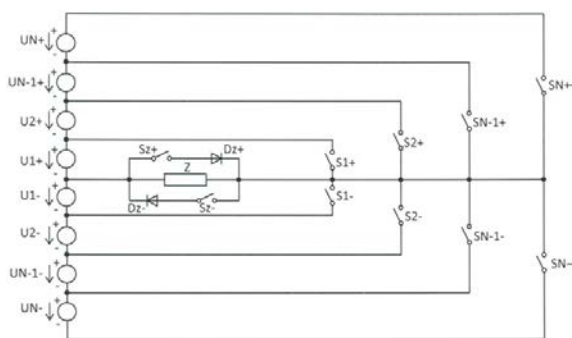 UN+
UN-1+
U2+
U1+
U1-
U2-
UN-1-
UN-
+
-
+
-
+
-
+
-
+
-
+
-
+
-
+
-
Sz+
Dz+
Z
Dz-
Sz-
S1+
S1-
S2+
S2-
SN-1+
SN-1-
SN+
SN-